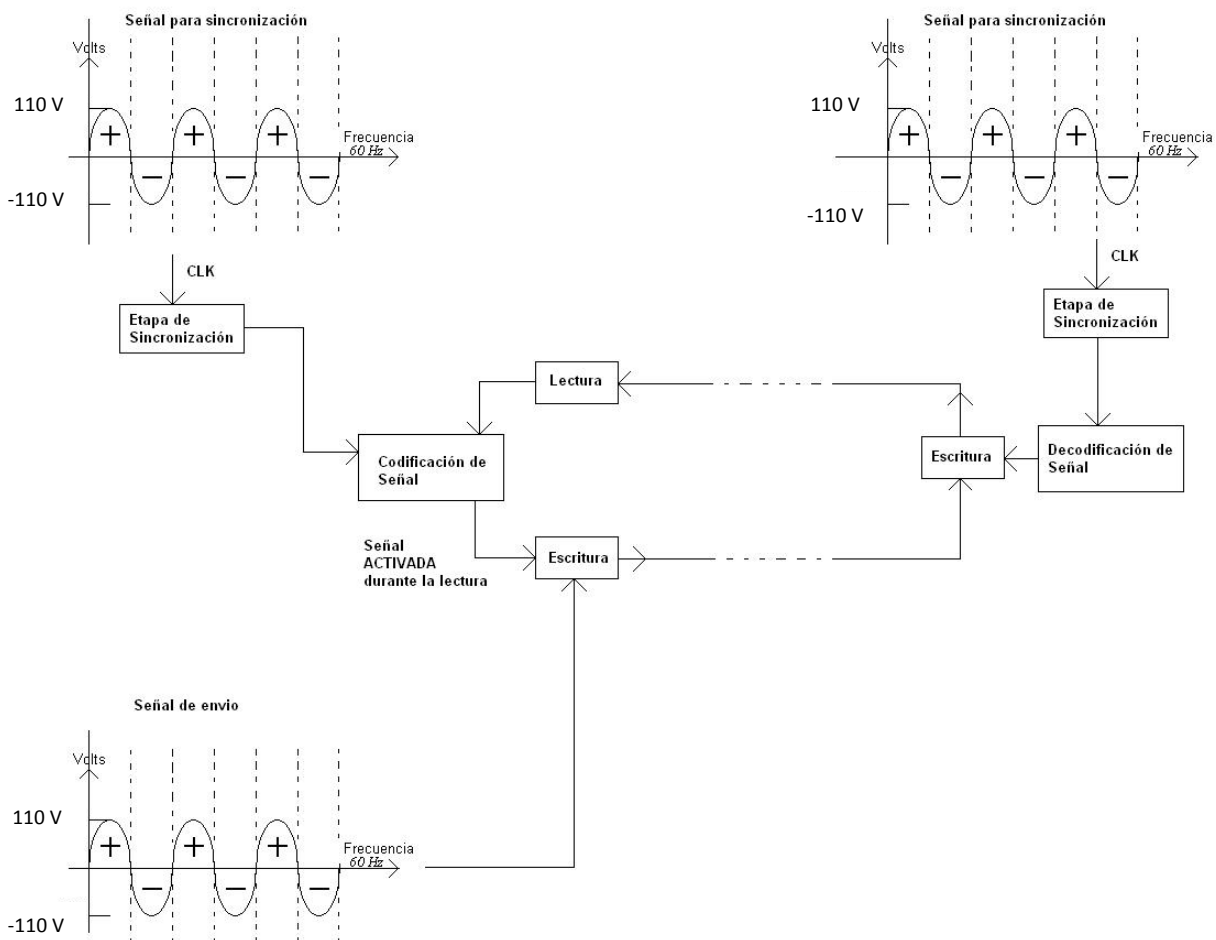 Señal para sincronización
Volts
110 V
+ + +
Frecuencia
60 Hz
– – –
-110 V
CLK
Etapa de
Sincronización
Señal para sincronización
Volts
110 V
+ + +
Frecuencia
60 Hz
– – –
-110 V
CLK
Etapa de
Sincronización
Lectura
Codificación de
Señal
Escritura
Decodificación de
Señal
Señal
ACTIVADA
durante la lectura
Escritura
Señal de envio
Volts
110 V
+ + +
Frecuencia
60 Hz
– – –
-110 V